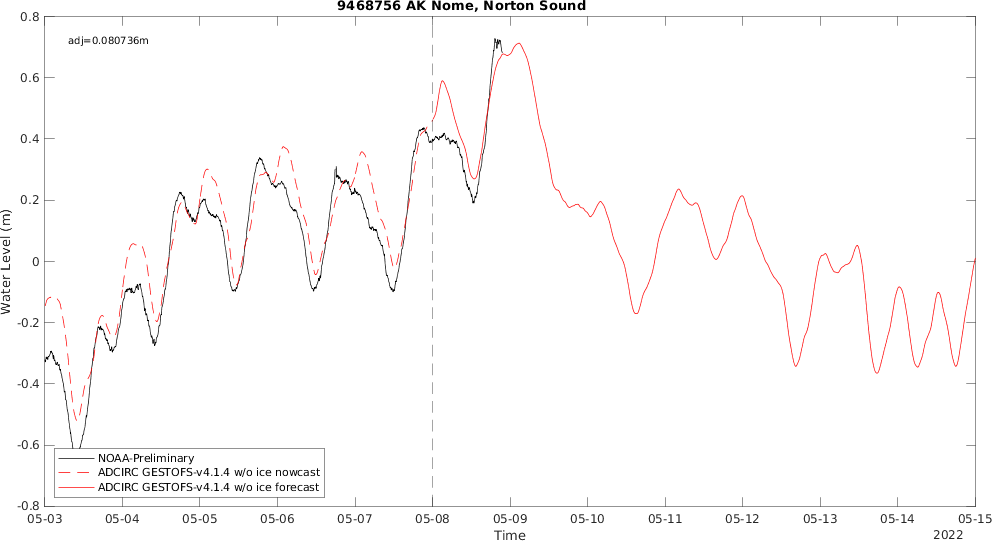 9468756 AK Nome, Norton Sound
adj=0.080736m
0.8
0.6
0.4
0.2
0
-0.2
-0.4
-0.6
-0.8
Water Level (m)
NOAA-Preliminary
ADCIRC GESTOFS-v4.1.4 w/o ice nowcast
ADCIRC GESTOFS-v4.1.4 w/o ice forecast
05-03 05-04 05-05 05-06 05-07 05-08 05-09 05-10 05-11 05-12 05-13 05-14 05-15
Time
2022